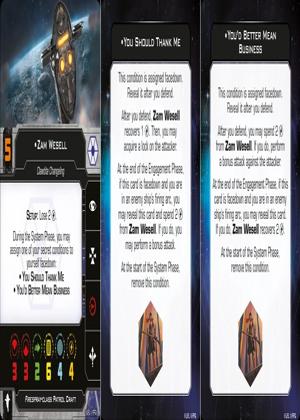 5
•Zam Wesell
Clawdite Changeling
Setup: Lose 2
During the System Phase, you may
assign one of your secret conditions to
yourself facedown:
• You Should Thank Me
• You'd Better Mean Business
3 3 2 6 4 4
Firespray-class Patrol Craft
•You Should Thank Me
This condition is assigned facedown.
Reveal it after you defend.
After you defend, Zam Wesell
recovers 1 . Then, you may
acquire a lock on the attacker.
At the end of the Engagement Phase,
if this card is facedown and you are
in an enemy ship's firing arc, you
may reveal this card and spend 2
from Zam Wesell. If you do, you
may perform a bonus attack.
At the start of the System Phase,
remove this condition.
•You'd Better Mean
Business
This condition is assigned facedown.
Reveal it after you defend.
After you defend, you may spend 2
from Zam Wesell. If you do, perform
a bonus attack against the attacker.
At the end of the Engagement Phase, if this
card is facedown and you are in an enemy
ship's firing arc, you may reveal this card.
If you do, Zam Wesell recovers 2 .
At the start of the System Phase,
remove this condition.